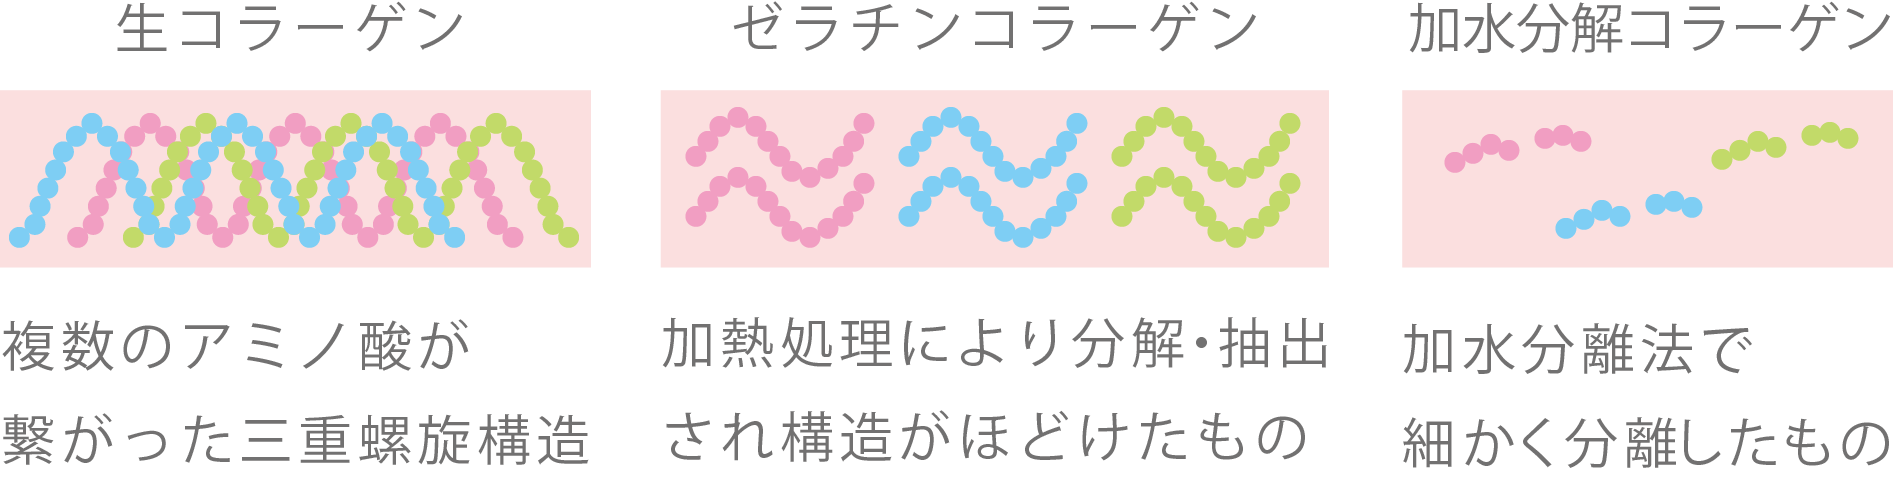 生コラーゲン
ゼラチンコラーゲン
加水分解コラーゲン
複数のアミノ酸が
繋がった三重螺旋構造
加熱処理により分解・抽出
され構造がほどけたもの
加水分離法で
細かく分離したもの